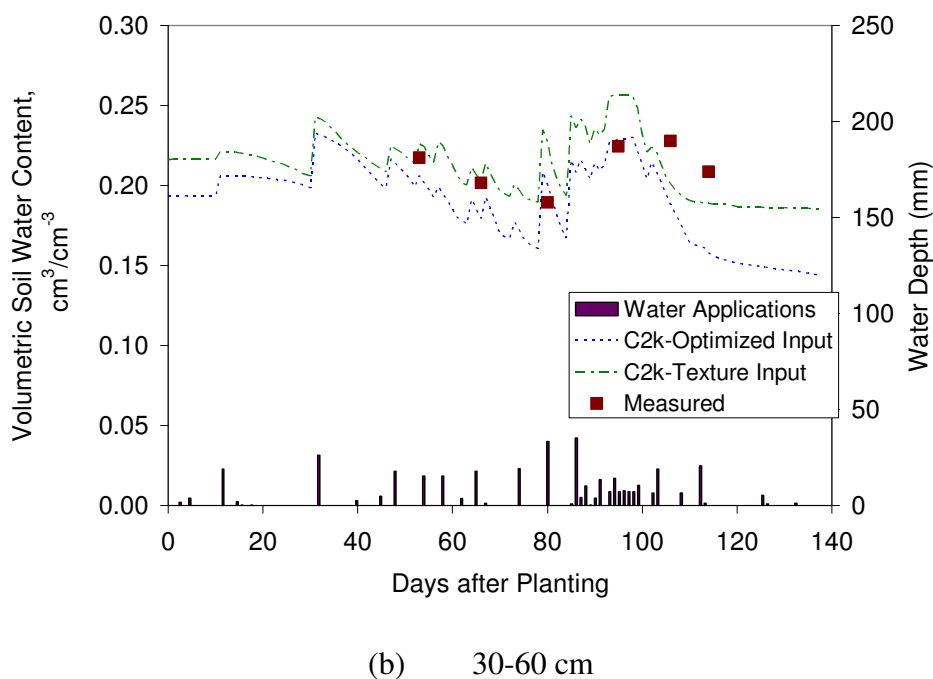 0.30
0.25
0.20
0.15
0.10
0.05
0.00
Volumetric Soil Water Content,
cm³/cm⁻³
250
200
150
100
50
0
Water Depth (mm)
Water Applications
C2k-Optimized Input
C2k-Texture Input
Measured
0 20 40 60 80 100 120 140
Days after Planting
(b) 30-60 cm